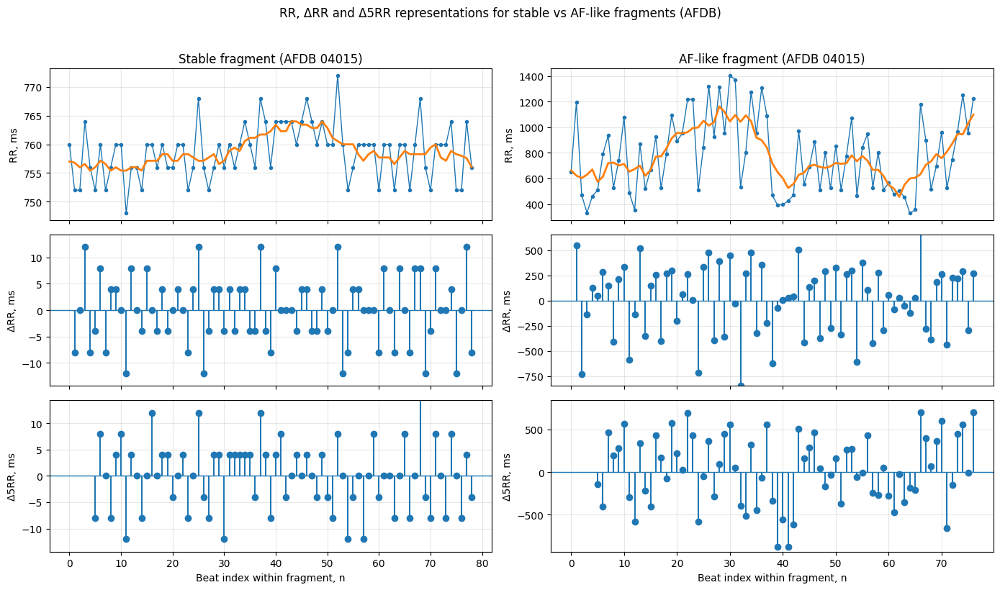 RR, ΔRR and Δ5RR representations for stable vs AF-like fragments (AFDB)
Stable fragment (AFDB 04015)
770
765
760
755
750
RR, ms
AF-like fragment (AFDB 04015)
1400
1200
1000
800
600
400
RR, ms
10
5
0
−5
−10
ΔRR, ms
500
250
0
−250
−500
−750
ΔRR, ms
10
5
0
−5
−10
Δ5RR, ms
0 10 20 30 40 50 60 70 80
Beat index within fragment, n
500
0
−500
Δ5RR, ms
0 10 20 30 40 50 60 70
Beat index within fragment, n